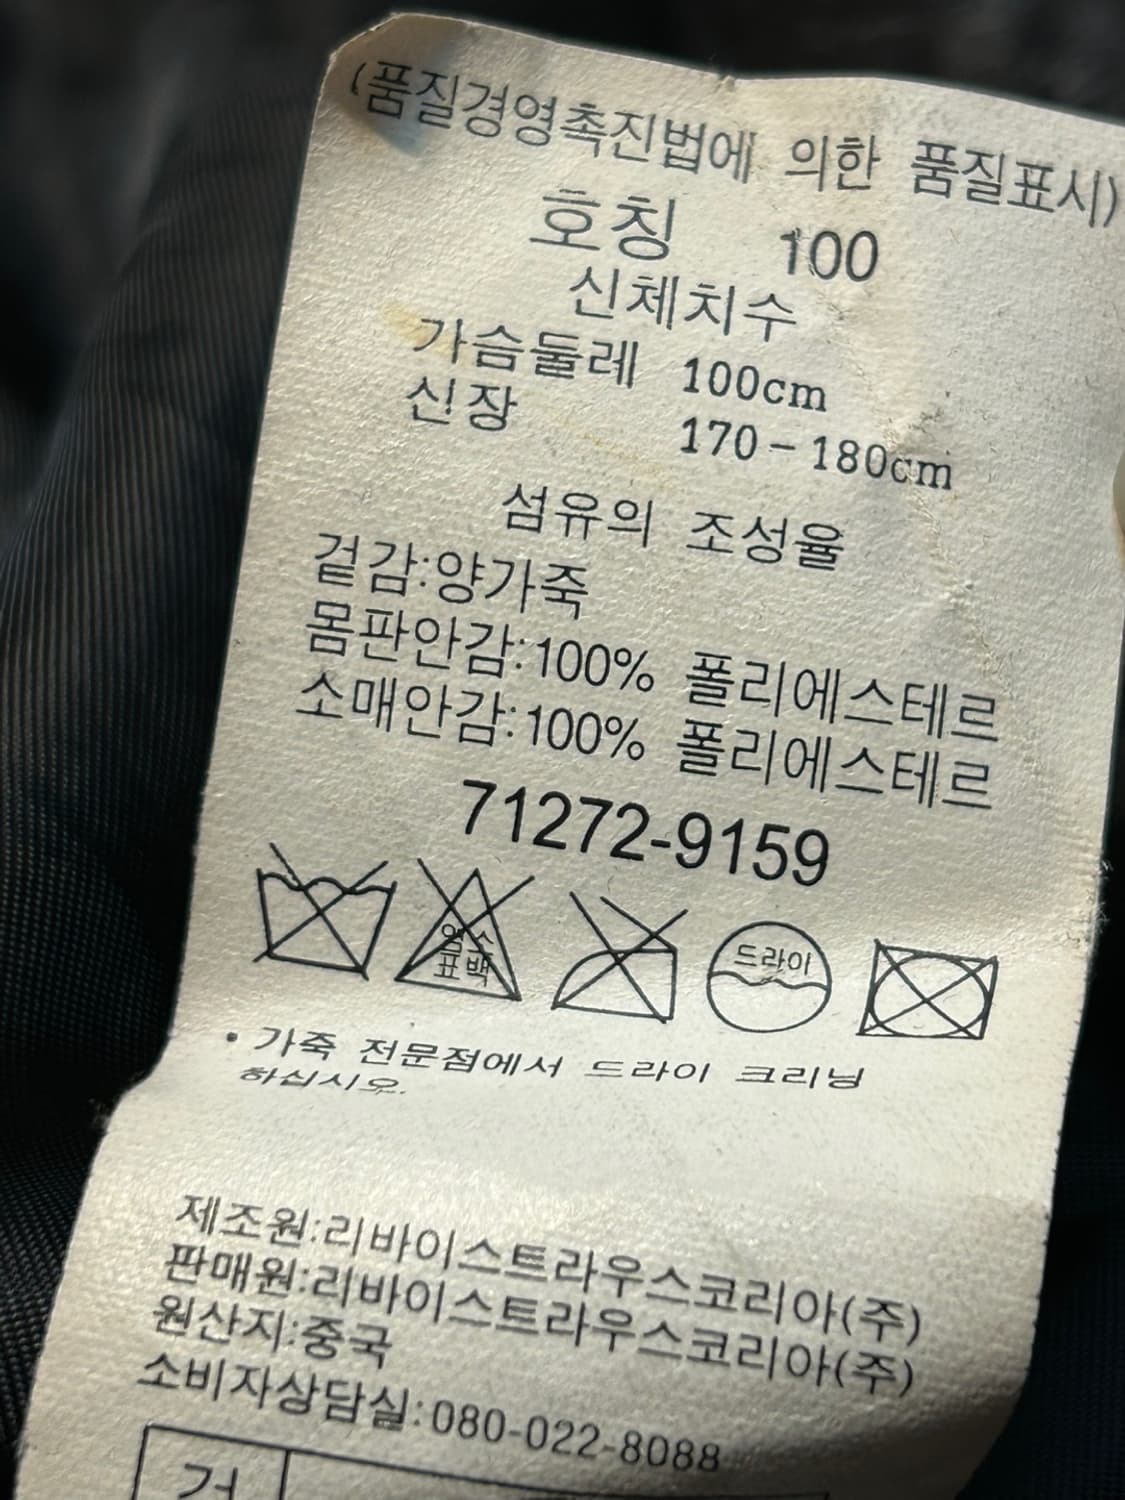 (품질경영촉진법에 의한 품질표시)
호칭 100
신체치수
가슴둘레 100cm
신장 170-180cm
섬유의 조성율
겉감:양가죽
몸판안감:100% 폴리에스테르
소매안감:100% 폴리에스테르
71272-9159
염소
표백
드라이
• 가죽 전문점에서 드라이 크리닝
하십시오.
제조원:리바이스트라우스코리아(주)
판매원:리바이스트라우스코리아(주)
원산지:중국
소비자상담실:080-022-8088